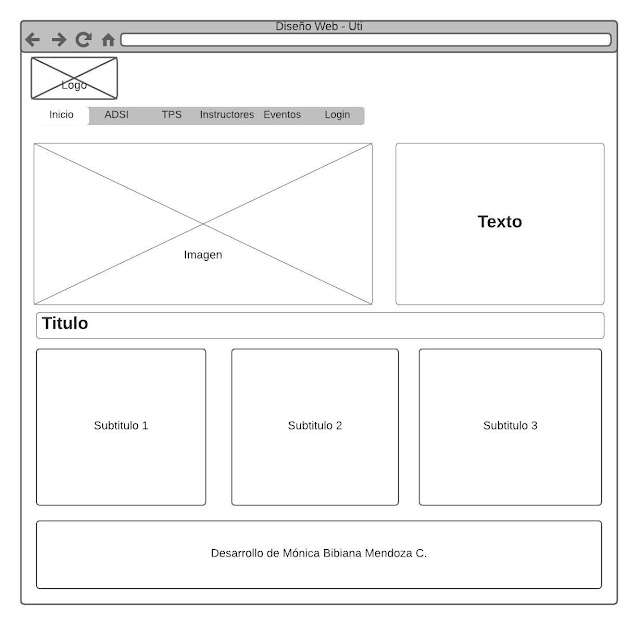 Diseño Web - Uti
Logo
Inicio ADSI TPS Instructores Eventos Login
Imagen
Texto
Titulo
Subtitulo 1
Subtitulo 2
Subtitulo 3
Desarrollo de Mónica Bibiana Mendoza C.